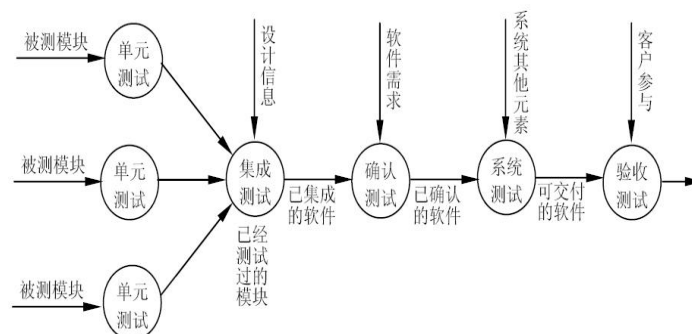 被测模块
单元
测试
设计信息
软件需求
系统其他元素
客户参与
被测模块
单元
测试
集成
测试
已集成
的软件
确认
测试
已确认
的软件
系统
测试
可交付
的软件
验收
测试
已经
测试
过的
模块
被测模块
单元
测试